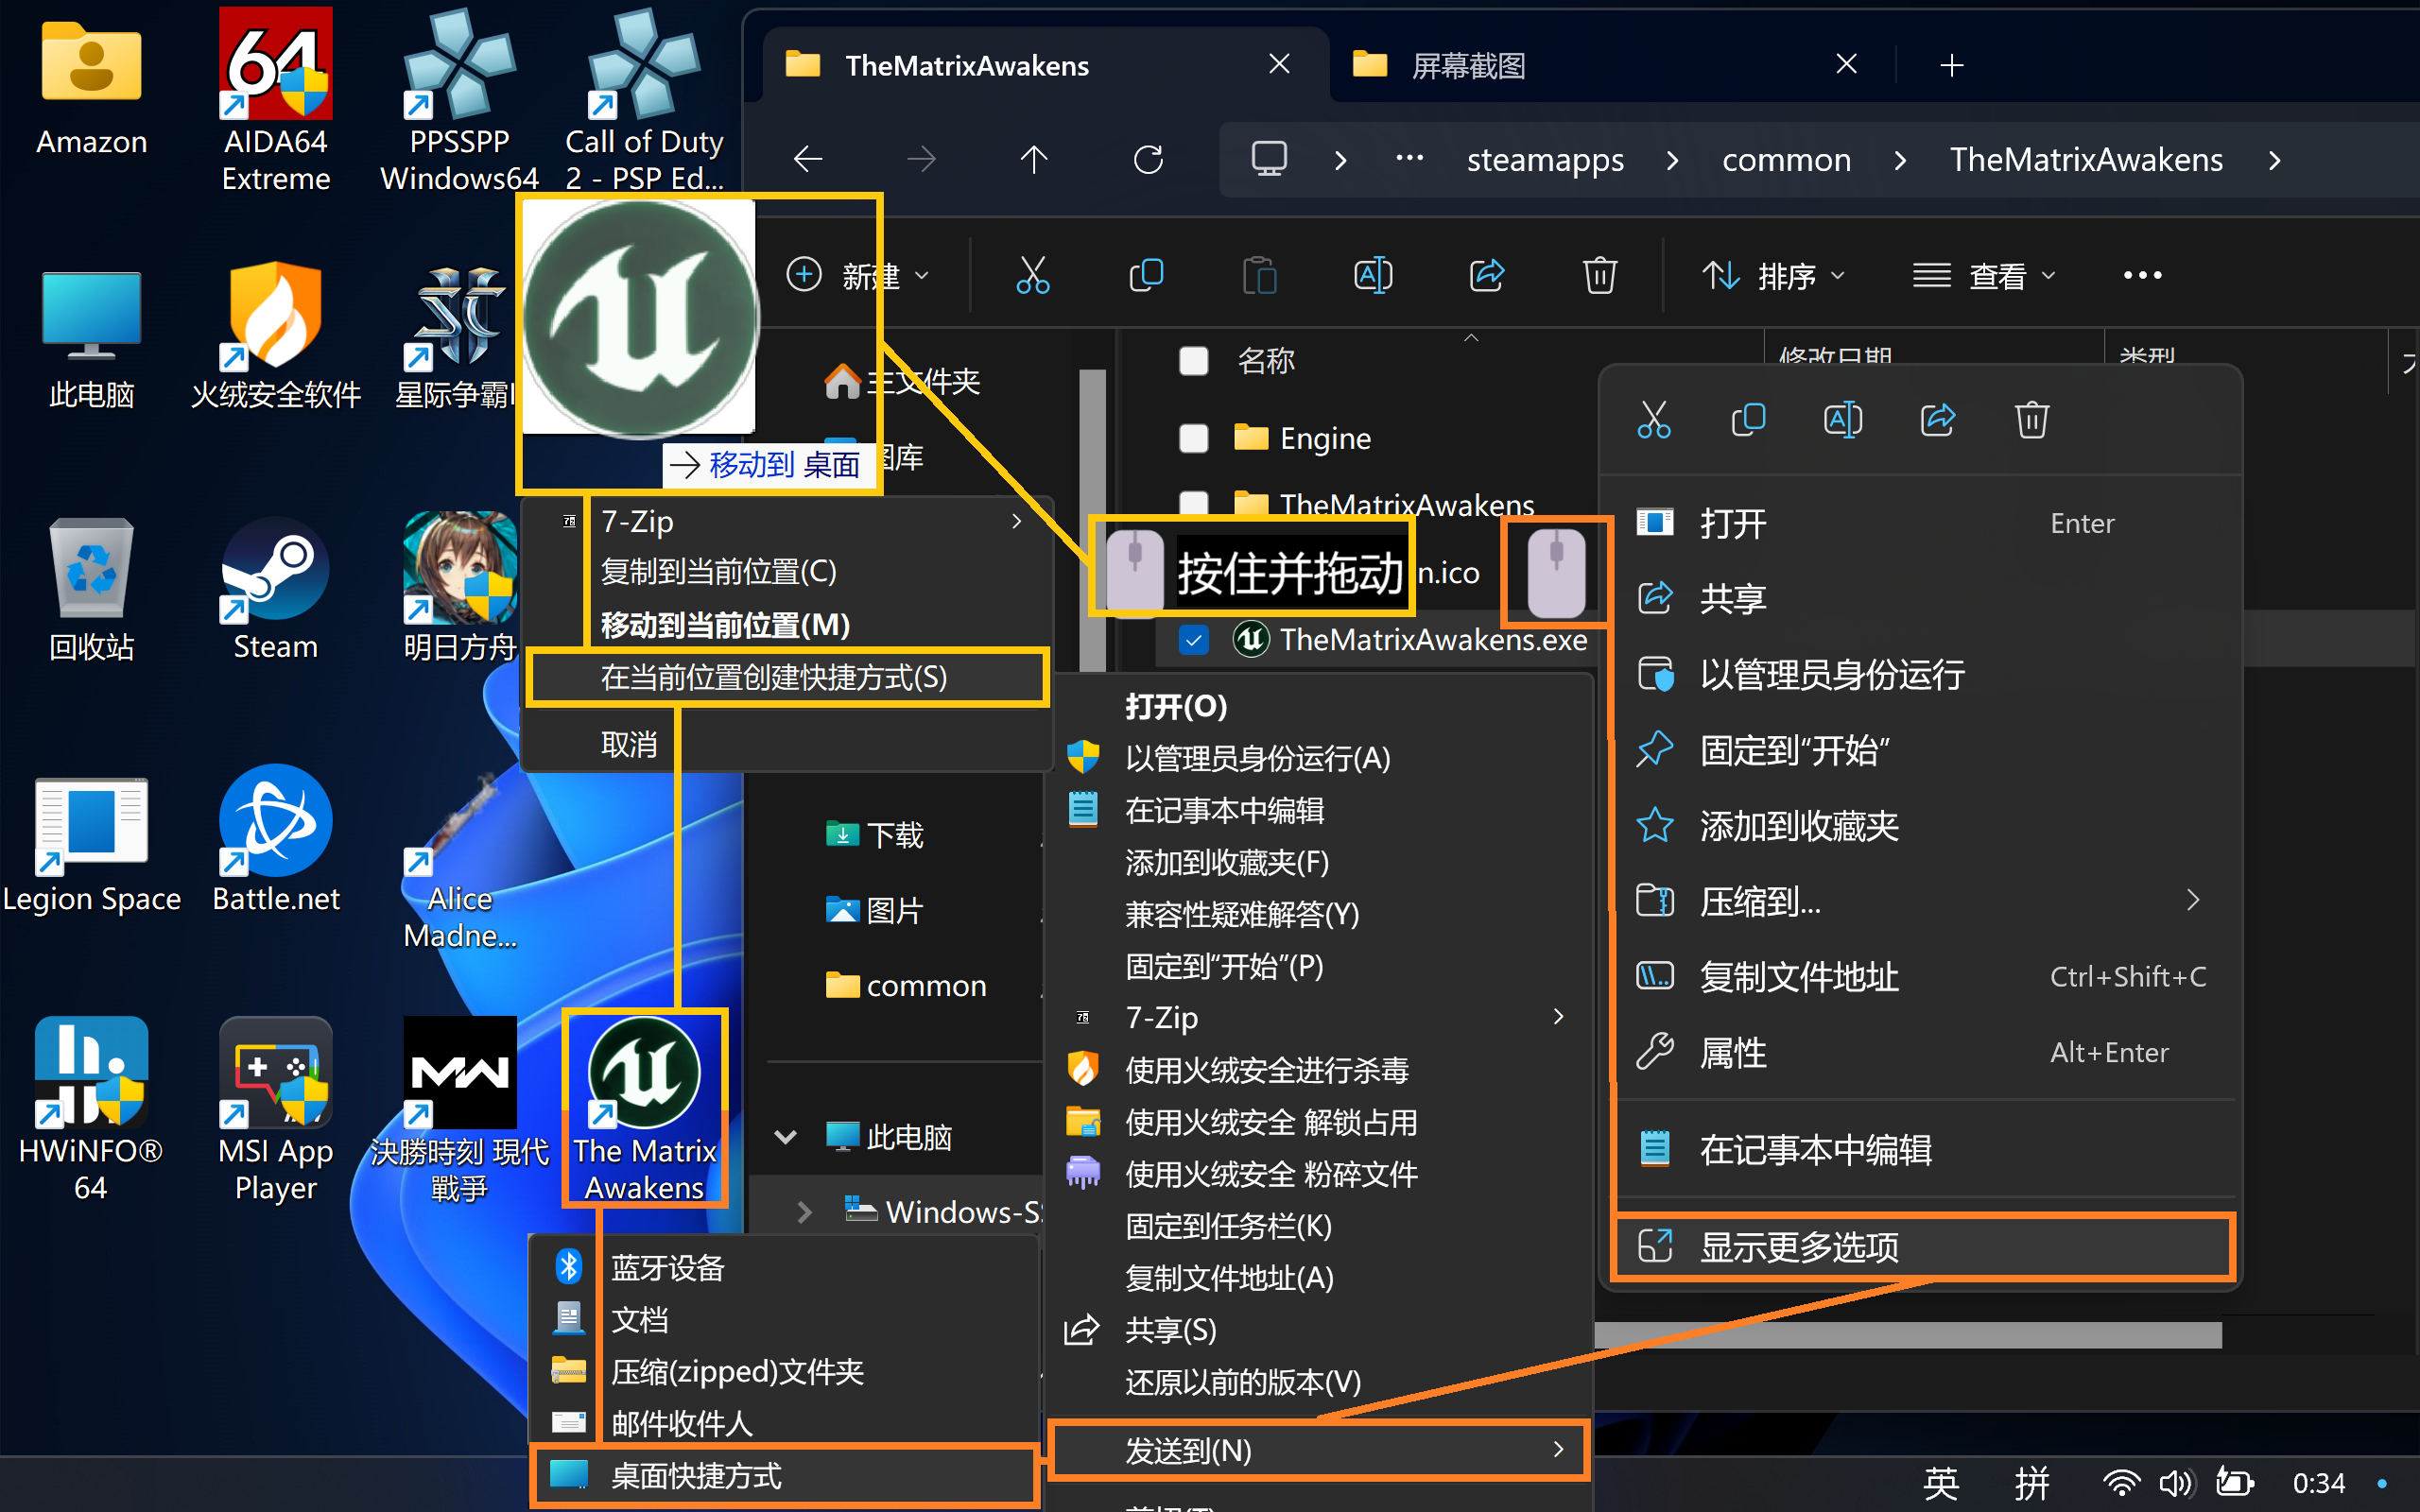 Amazon
AIDA64
Extreme
PPSSPP
Windows64
Call of Duty
2 - PSP Ed...
此电脑
火绒安全软件
星际争霸
回收站
Steam
明日方舟
Legion Space
Battle.net
Alice
Madne...
HWiNFO®
64
MSI App
Player
決勝時刻 現代
戰爭
The Matrix
Awakens
TheMatrixAwakens
屏幕截图
steamapps
common
TheMatrixAwakens
新建
排序
查看
主文件夹
图库
移动到 桌面
名称
修改日期
类型
Engine
TheMatrixAwakens
n.ico
TheMatrixAwakens.exe
按住并拖动
7-Zip
复制到当前位置(C)
移动到当前位置(M)
在当前位置创建快捷方式(S)
取消
下载
图片
common
此电脑
Windows-S
打开(O)
以管理员身份运行(A)
在记事本中编辑
添加到收藏夹(F)
兼容性疑难解答(Y)
固定到“开始”(P)
7-Zip
使用火绒安全进行杀毒
使用火绒安全 解锁占用
使用火绒安全 粉碎文件
固定到任务栏(K)
复制文件地址(A)
共享(S)
还原以前的版本(V)
发送到(N)
蓝牙设备
文档
压缩(zipped)文件夹
邮件收件人
桌面快捷方式
打开 Enter
共享
以管理员身份运行
固定到“开始”
添加到收藏夹
压缩到...
复制文件地址 Ctrl+Shift+C
属性 Alt+Enter
在记事本中编辑
显示更多选项
英 拼 0:34